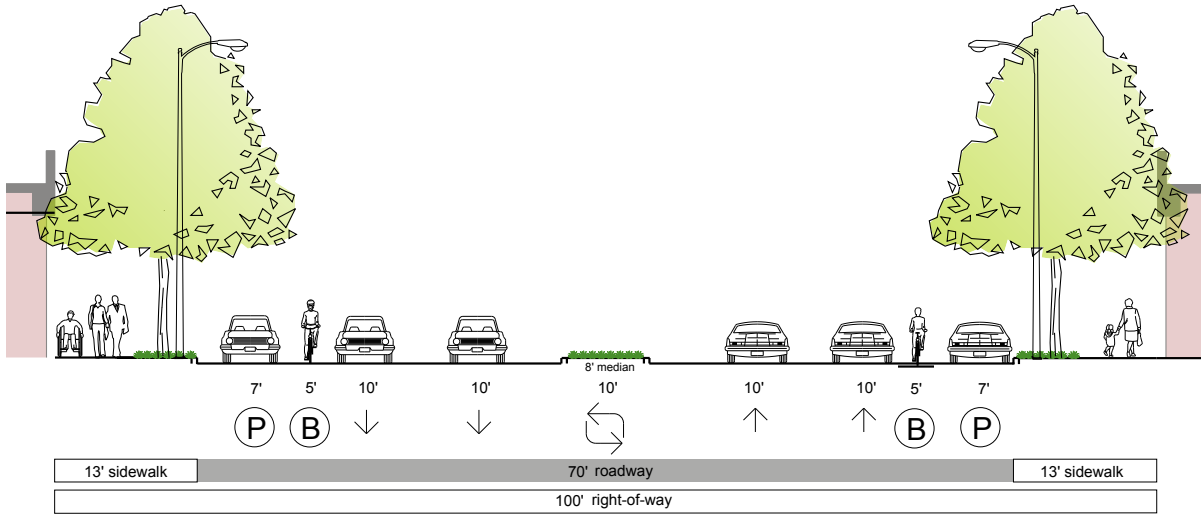 8' median
7' 5' 10' 10' 10' 10' 10' 5' 7'
P B B P
13' sidewalk 70' roadway 13' sidewalk
100' right-of-way